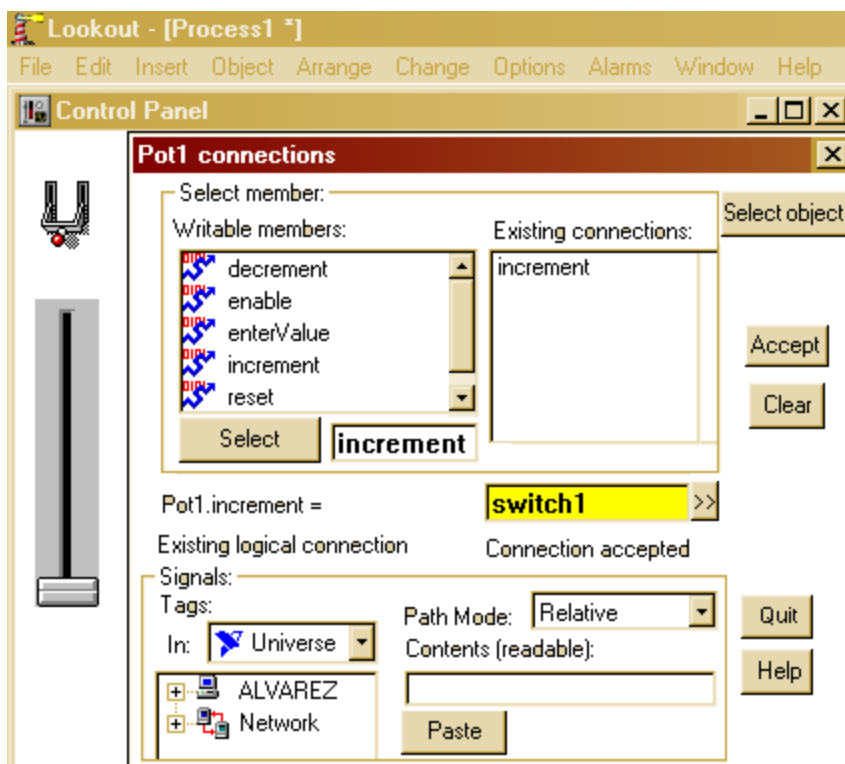 Lookout - [Process1 *]
File Edit Insert Object Arrange Change Options Alarms Window Help
Control Panel
Pot1 connections
Select member:
Writable members:
Existing connections:
Select object
decrement
enable
enterValue
increment
reset
increment
Accept
Clear
Select
increment
Pot1.increment =
switch1
>>
Existing logical connection
Connection accepted
Signals:
Tags:
In: Universe
Path Mode: Relative
Contents (readable):
ALVAREZ
Network
Paste
Quit
Help